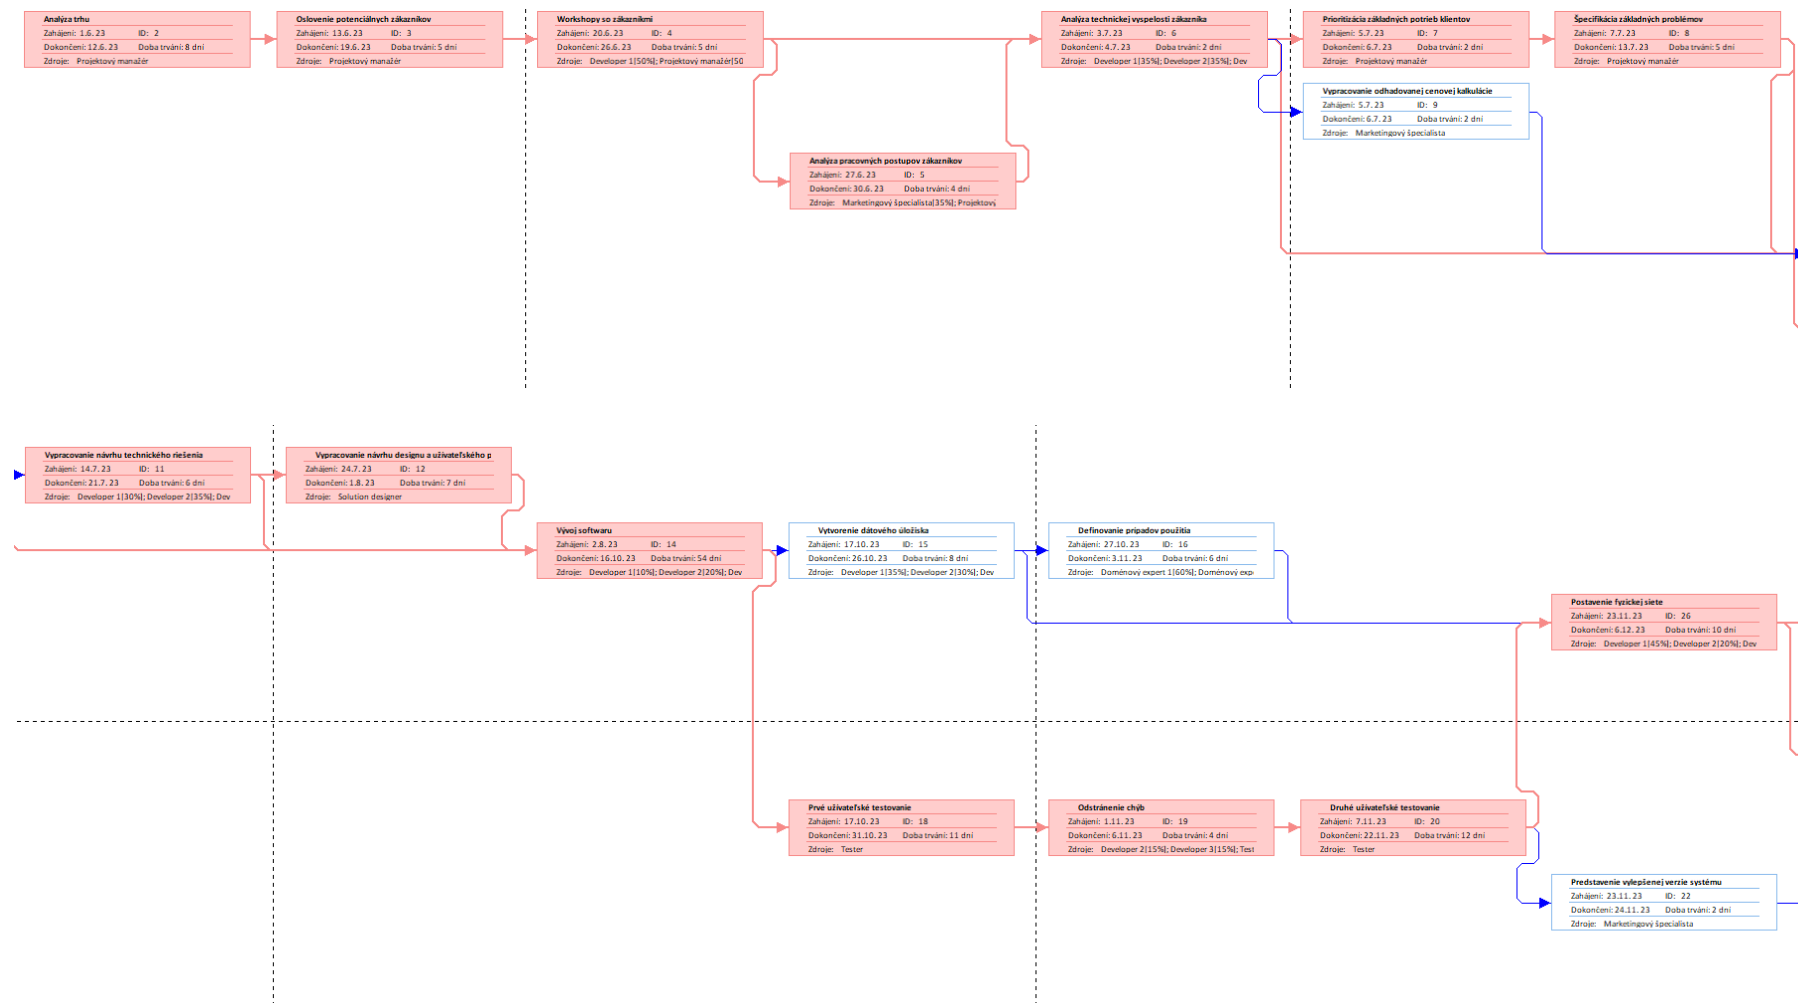 Analýza trhu
Zahájení: 1.6.23 ID: 2
Dokončení: 12.6.23 Doba trvání: 8 dní
Zdroje: Projektový manažér
Oslovenie potenciálnych zákazníkov
Zahájení: 13.6.23 ID: 3
Dokončení: 19.6.23 Doba trvání: 5 dní
Zdroje: Projektový manažér
Workshopy so zákazníkmi
Zahájení: 20.6.23 ID: 4
Dokončení: 26.6.23 Doba trvání: 5 dní
Zdroje: Developer 1[50%]; Projektový manažér[50
Analýza technickej vyspelosti zákazníka
Zahájení: 3.7.23 ID: 6
Dokončení: 4.7.23 Doba trvání: 2 dní
Zdroje: Developer 1[35%]; Developer 2[35%]; Dev
Prioritizácia základných potrieb klientov
Zahájení: 5.7.23 ID: 7
Dokončení: 6.7.23 Doba trvání: 2 dní
Zdroje: Projektový manažér
Špecifikácia základných problémov
Zahájení: 7.7.23 ID: 8
Dokončení: 13.7.23 Doba trvání: 5 dní
Zdroje: Projektový manažér
Vypracovanie odhadovanej cenovej kalkulácie
Zahájení: 5.7.23 ID: 9
Dokončení: 6.7.23 Doba trvání: 2 dní
Zdroje: Marketingový špecialista
Analýza pracovných postupov zákazníkov
Zahájení: 27.6.23 ID: 5
Dokončení: 30.6.23 Doba trvání: 4 dní
Zdroje: Marketingový špecialista[35%]; Projektový
Vypracovanie návrhu technického riešenia
Zahájení: 14.7.23 ID: 11
Dokončení: 21.7.23 Doba trvání: 6 dní
Zdroje: Developer 1[30%]; Developer 2[35%]; Dev
Vypracovanie návrhu designu a užívateľského p
Zahájení: 24.7.23 ID: 12
Dokončení: 1.8.23 Doba trvání: 7 dní
Zdroje: Solution designer
Vývoj softwaru
Zahájení: 2.8.23 ID: 14
Dokončení: 16.10.23 Doba trvání: 54 dní
Zdroje: Developer 1[10%]; Developer 2[20%]; Dev
Vytvorenie dátového úložiska
Zahájení: 17.10.23 ID: 15
Dokončení: 26.10.23 Doba trvání: 8 dní
Zdroje: Developer 1[35%]; Developer 2[30%]; Dev
Definovanie prípadov použitia
Zahájení: 27.10.23 ID: 16
Dokončení: 3.11.23 Doba trvání: 6 dní
Zdroje: Doménový expert 1[60%]; Doménový exp
Postavenie fyzickej siete
Zahájení: 23.11.23 ID: 26
Dokončení: 6.12.23 Doba trvání: 10 dní
Zdroje: Developer 1[45%]; Developer 2[20%]; Dev
Prvé užívateľské testovanie
Zahájení: 17.10.23 ID: 18
Dokončení: 31.10.23 Doba trvání: 11 dní
Zdroje: Tester
Odstránenie chýb
Zahájení: 1.11.23 ID: 19
Dokončení: 6.11.23 Doba trvání: 4 dní
Zdroje: Developer 2[15%]; Developer 3[15%]; Test
Druhé užívateľské testovanie
Zahájení: 7.11.23 ID: 20
Dokončení: 22.11.23 Doba trvání: 12 dní
Zdroje: Tester
Predstavenie vylepšenej verzie systému
Zahájení: 23.11.23 ID: 22
Dokončení: 24.11.23 Doba trvání: 2 dní
Zdroje: Marketingový špecialista